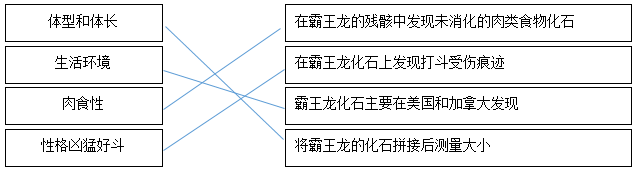 体型和体长
在霸王龙的残骸中发现未消化的肉类食物化石
生活环境
在霸王龙化石上发现打斗受伤痕迹
肉食性
霸王龙化石主要在美国和加拿大发现
性格凶猛好斗
将霸王龙的化石拼接后测量大小